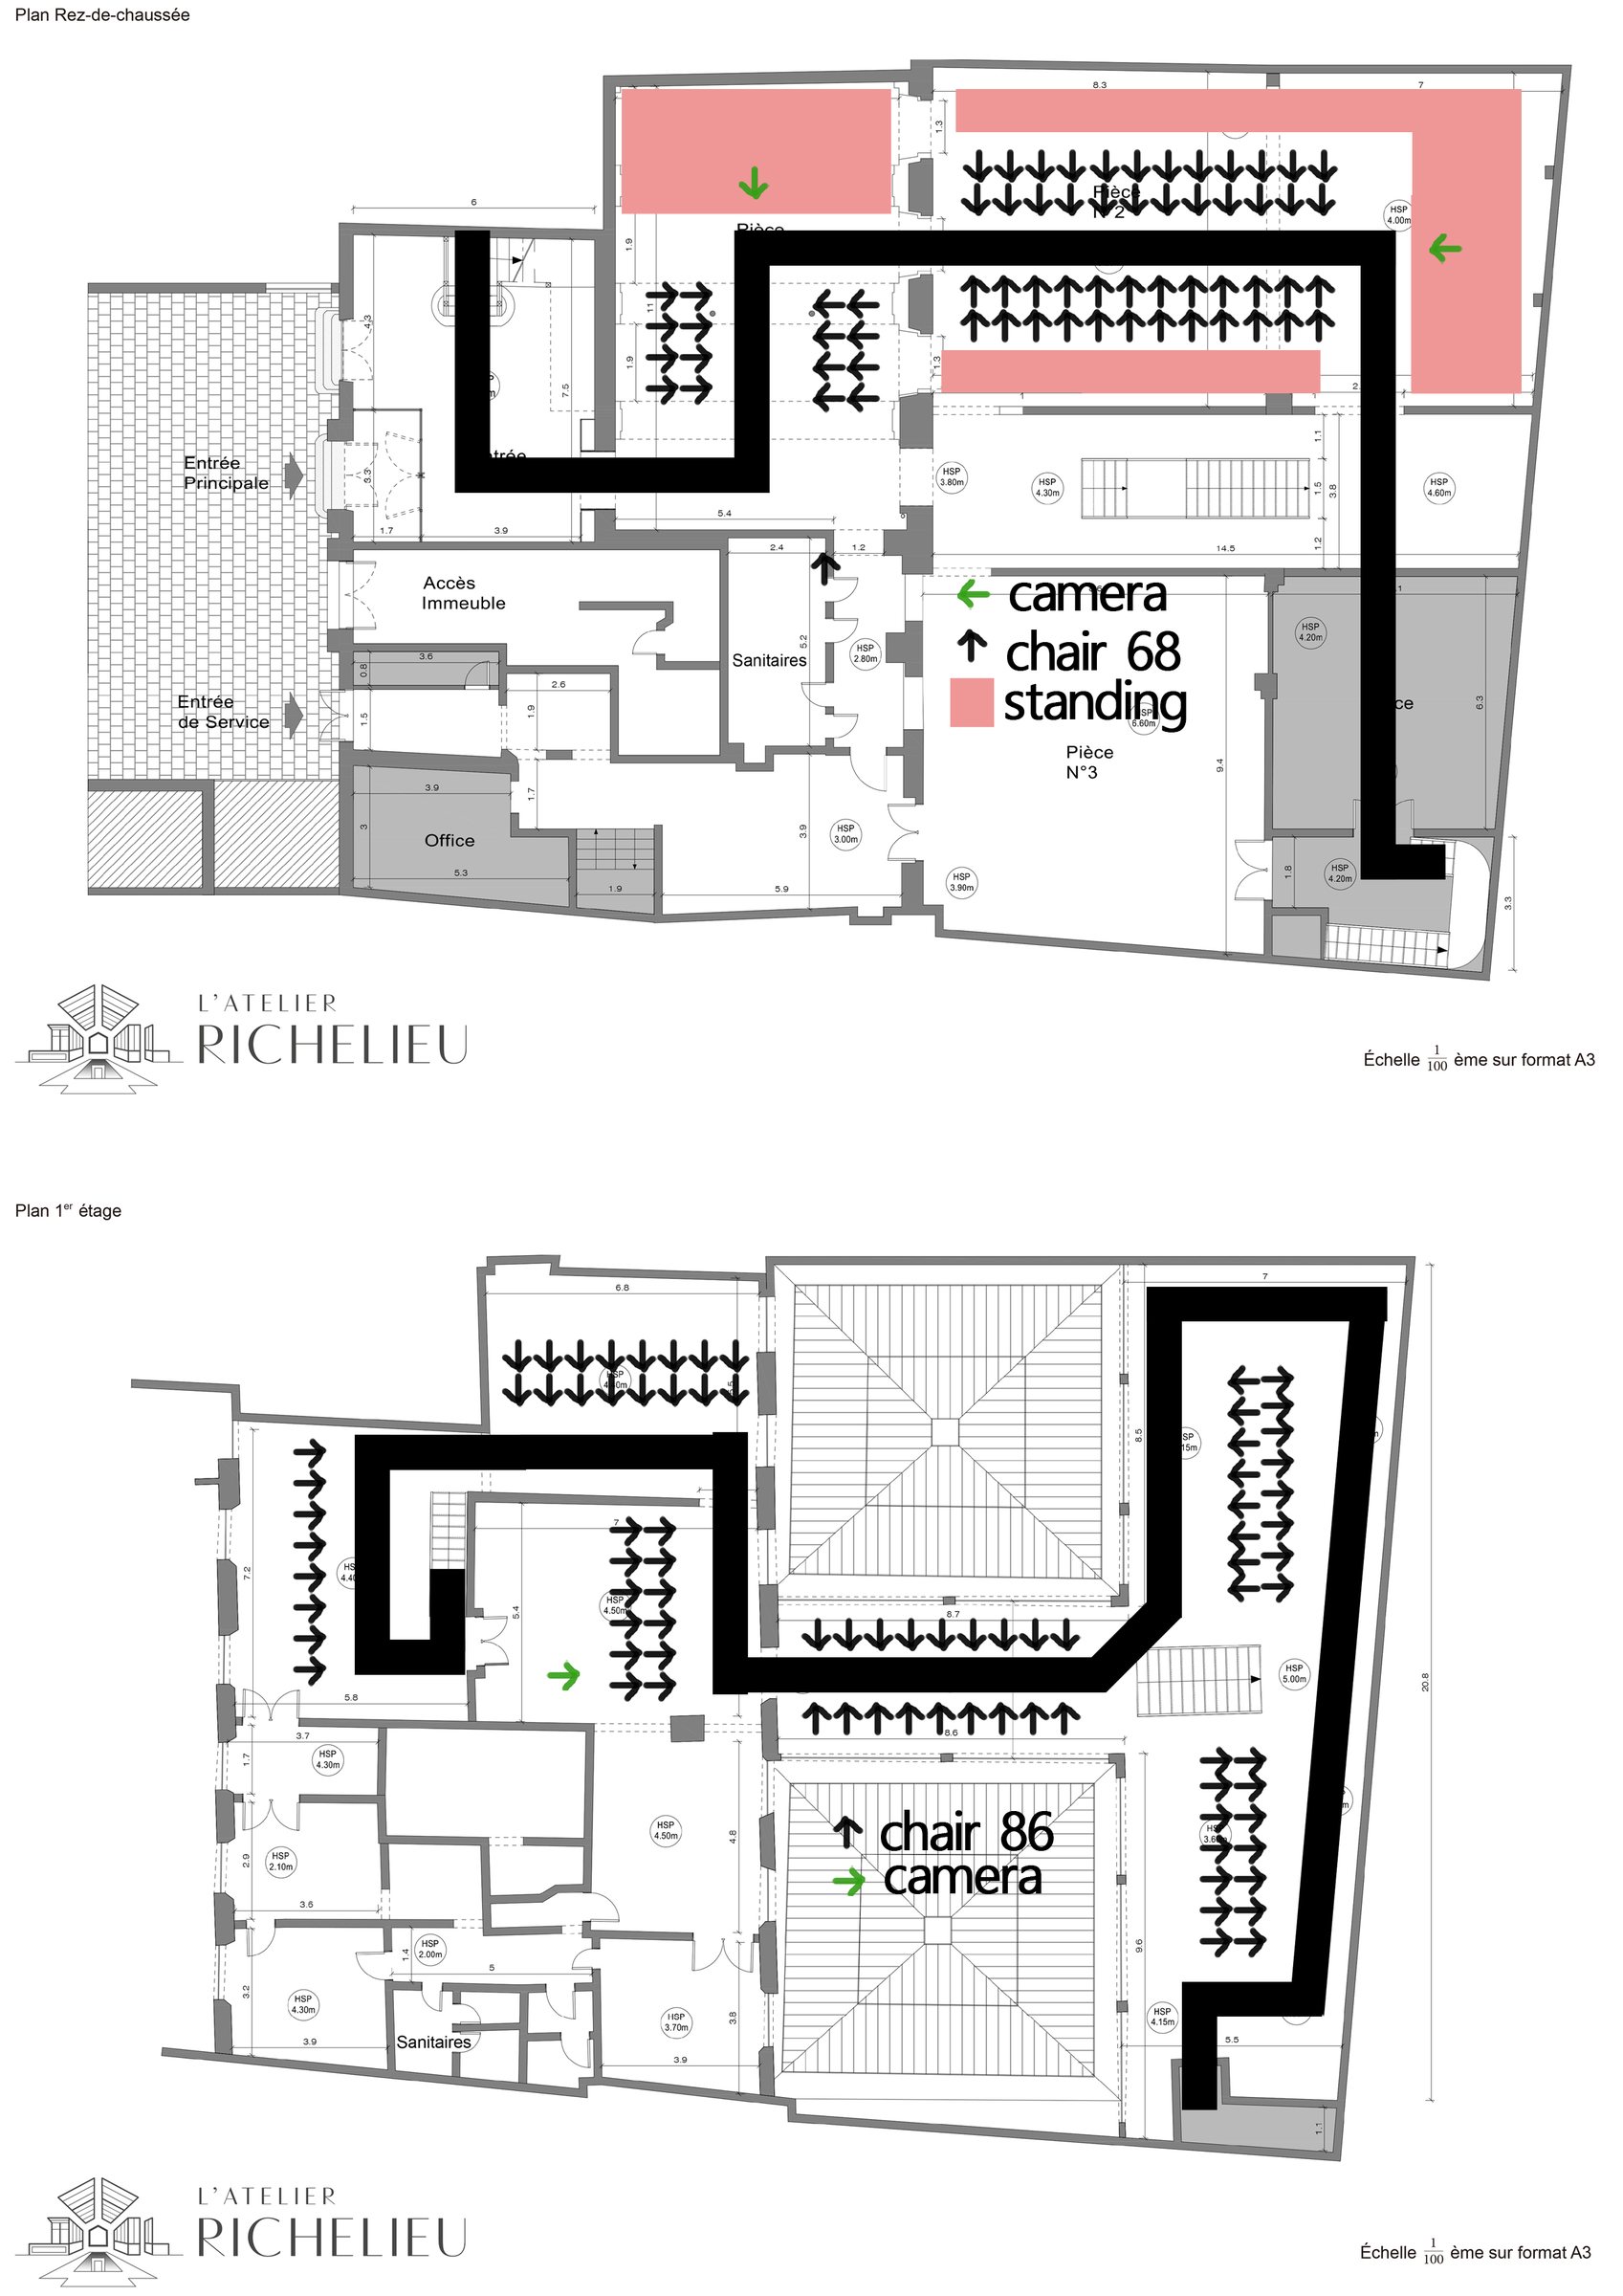 Plan Rez-de-chaussée
8.3
7
1.3
6
Pièce
N°2
HSP
4.00m
Pièce
1.9
11
4.3
1.9
7.5
1.3
1
2.
Entrée
Principale
3.3
ntrée
HSP
3.80m
HSP
4.30m
1.1
1.5
3.8
HSP
4.60m
5.4
1.7
3.9
2.4
1.2
1.2
14.5
Accès
Immeuble
camera
HSP
4.20m
5.2
chair 68
HSP
2.80m
Sanitaires
3.6
0.8
standing
2.6
Entrée
de Service
1.5
1.9
HSP
6.60m
ce
6.3
Pièce
N°3
9.4
3.9
1.7
3
Office
3.9
HSP
3.00m
5.3
1.9
5.9
HSP
3.90m
1.8
HSP
4.20m
3.3
L'ATELIER
RICHELIEU
Échelle 1/100 ème sur format A3
Plan 1er étage
6.8
7
HSP
8.5
SP
15m
7.2
7
HSP
4.50m
5.4
8.7
HSP
5.00m
20.8
5.8
8.6
3.7
1.7
HSP
4.30m
HSP
4.50m
4.8
chair 86
camera
HSP
2.10m
2.9
3.6
HSP
2.00m
1.4
5
9.6
HSP
4.30m
3.2
HSP
3.70m
3.8
HSP
4.15m
Sanitaires
3.9
3.9
5.5
1.1
L'ATELIER
RICHELIEU
Échelle 1/100 ème sur format A3